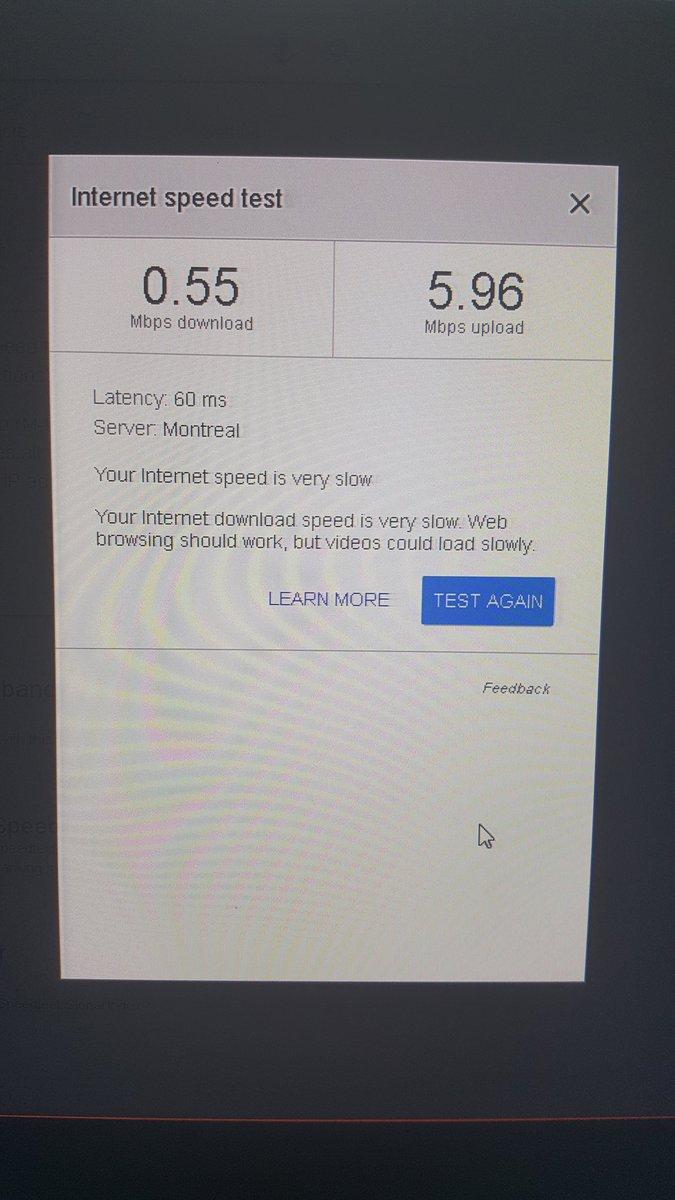 Internet speed test
0.55
Mbps download
5.96
Mbps upload
Latency: 60 ms
Server: Montreal
Your Internet speed is very slow
Your Internet download speed is very slow. Web
browsing should work, but videos could load slowly.
LEARN MORE
TEST AGAIN
Feedback